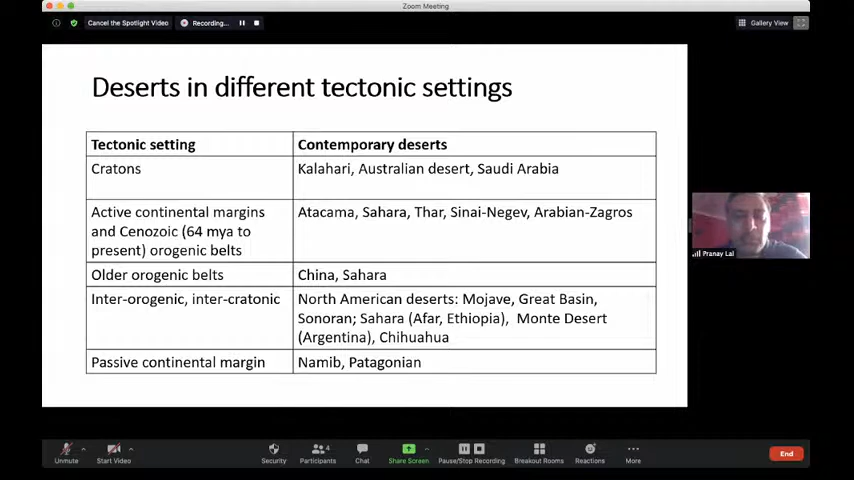 Zoom Meeting
Cancel the Spotlight Video
Recording...
Gallery View
Deserts in different tectonic settings
Tectonic setting
Contemporary deserts
Cratons
Kalahari, Australian desert, Saudi Arabia
Active continental margins
and Cenozoic (64 mya to
present) orogenic belts
Atacama, Sahara, Thar, Sinai-Negev, Arabian-Zagros
Older orogenic belts
China, Sahara
Inter-orogenic, inter-cratonic
North American deserts: Mojave, Great Basin,
Sonoran; Sahara (Afar, Ethiopia), Monte Desert
(Argentina), Chihuahua
Passive continental margin
Namib, Patagonian
Pranay Lal
Unmute
Start Video
Security
Participants
4
Chat
Share Screen
Pause/Stop Recording
Breakout Rooms
Reactions
More
End